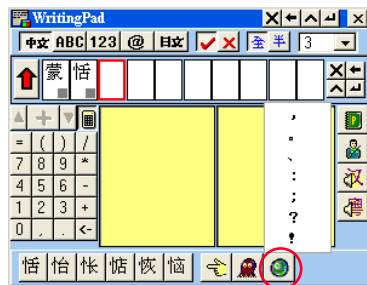 WritingPad
中文 ABC 123 @ 日文 全 半 3
蒙 恬
,
。
、
:
;
?
!
= ( ) /
7 8 9 *
4 5 6 -
1 2 3 +
0 , . <-
恬 怡 怅 惦 恢 恼